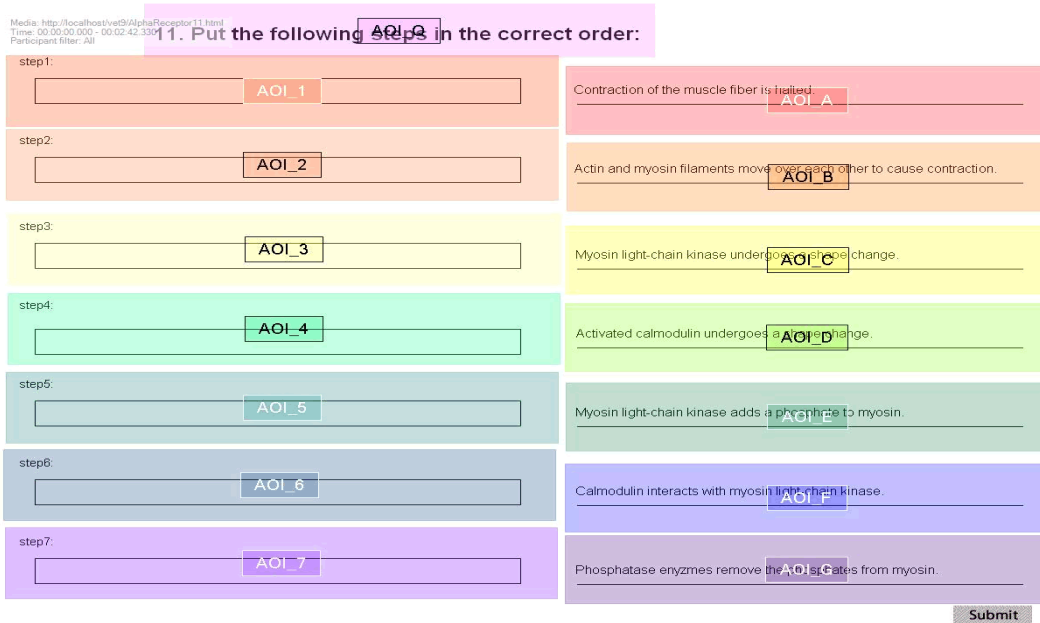 Media: http://localhost/vet9/AlphaReceptor11.html
Time: 00:00:00.000 - 00:02:42.330
Participant filter: All
11. Put the following steps in the correct order:
AOI_Q
step1:
AOI_1
step2:
AOI_2
step3:
AOI_3
step4:
AOI_4
step5:
AOI_5
step6:
AOI_6
step7:
AOI_7
Contraction of the muscle fiber is halted.
AOI_A
Actin and myosin filaments move over each other to cause contraction.
AOI_B
Myosin light-chain kinase undergoes a shape change.
AOI_C
Activated calmodulin undergoes a shape change.
AOI_D
Myosin light-chain kinase adds a phosphate to myosin.
AOI_E
Calmodulin interacts with myosin light-chain kinase.
AOI_F
Phosphatase enyzmes remove the phosphates from myosin.
AOI_G
Submit